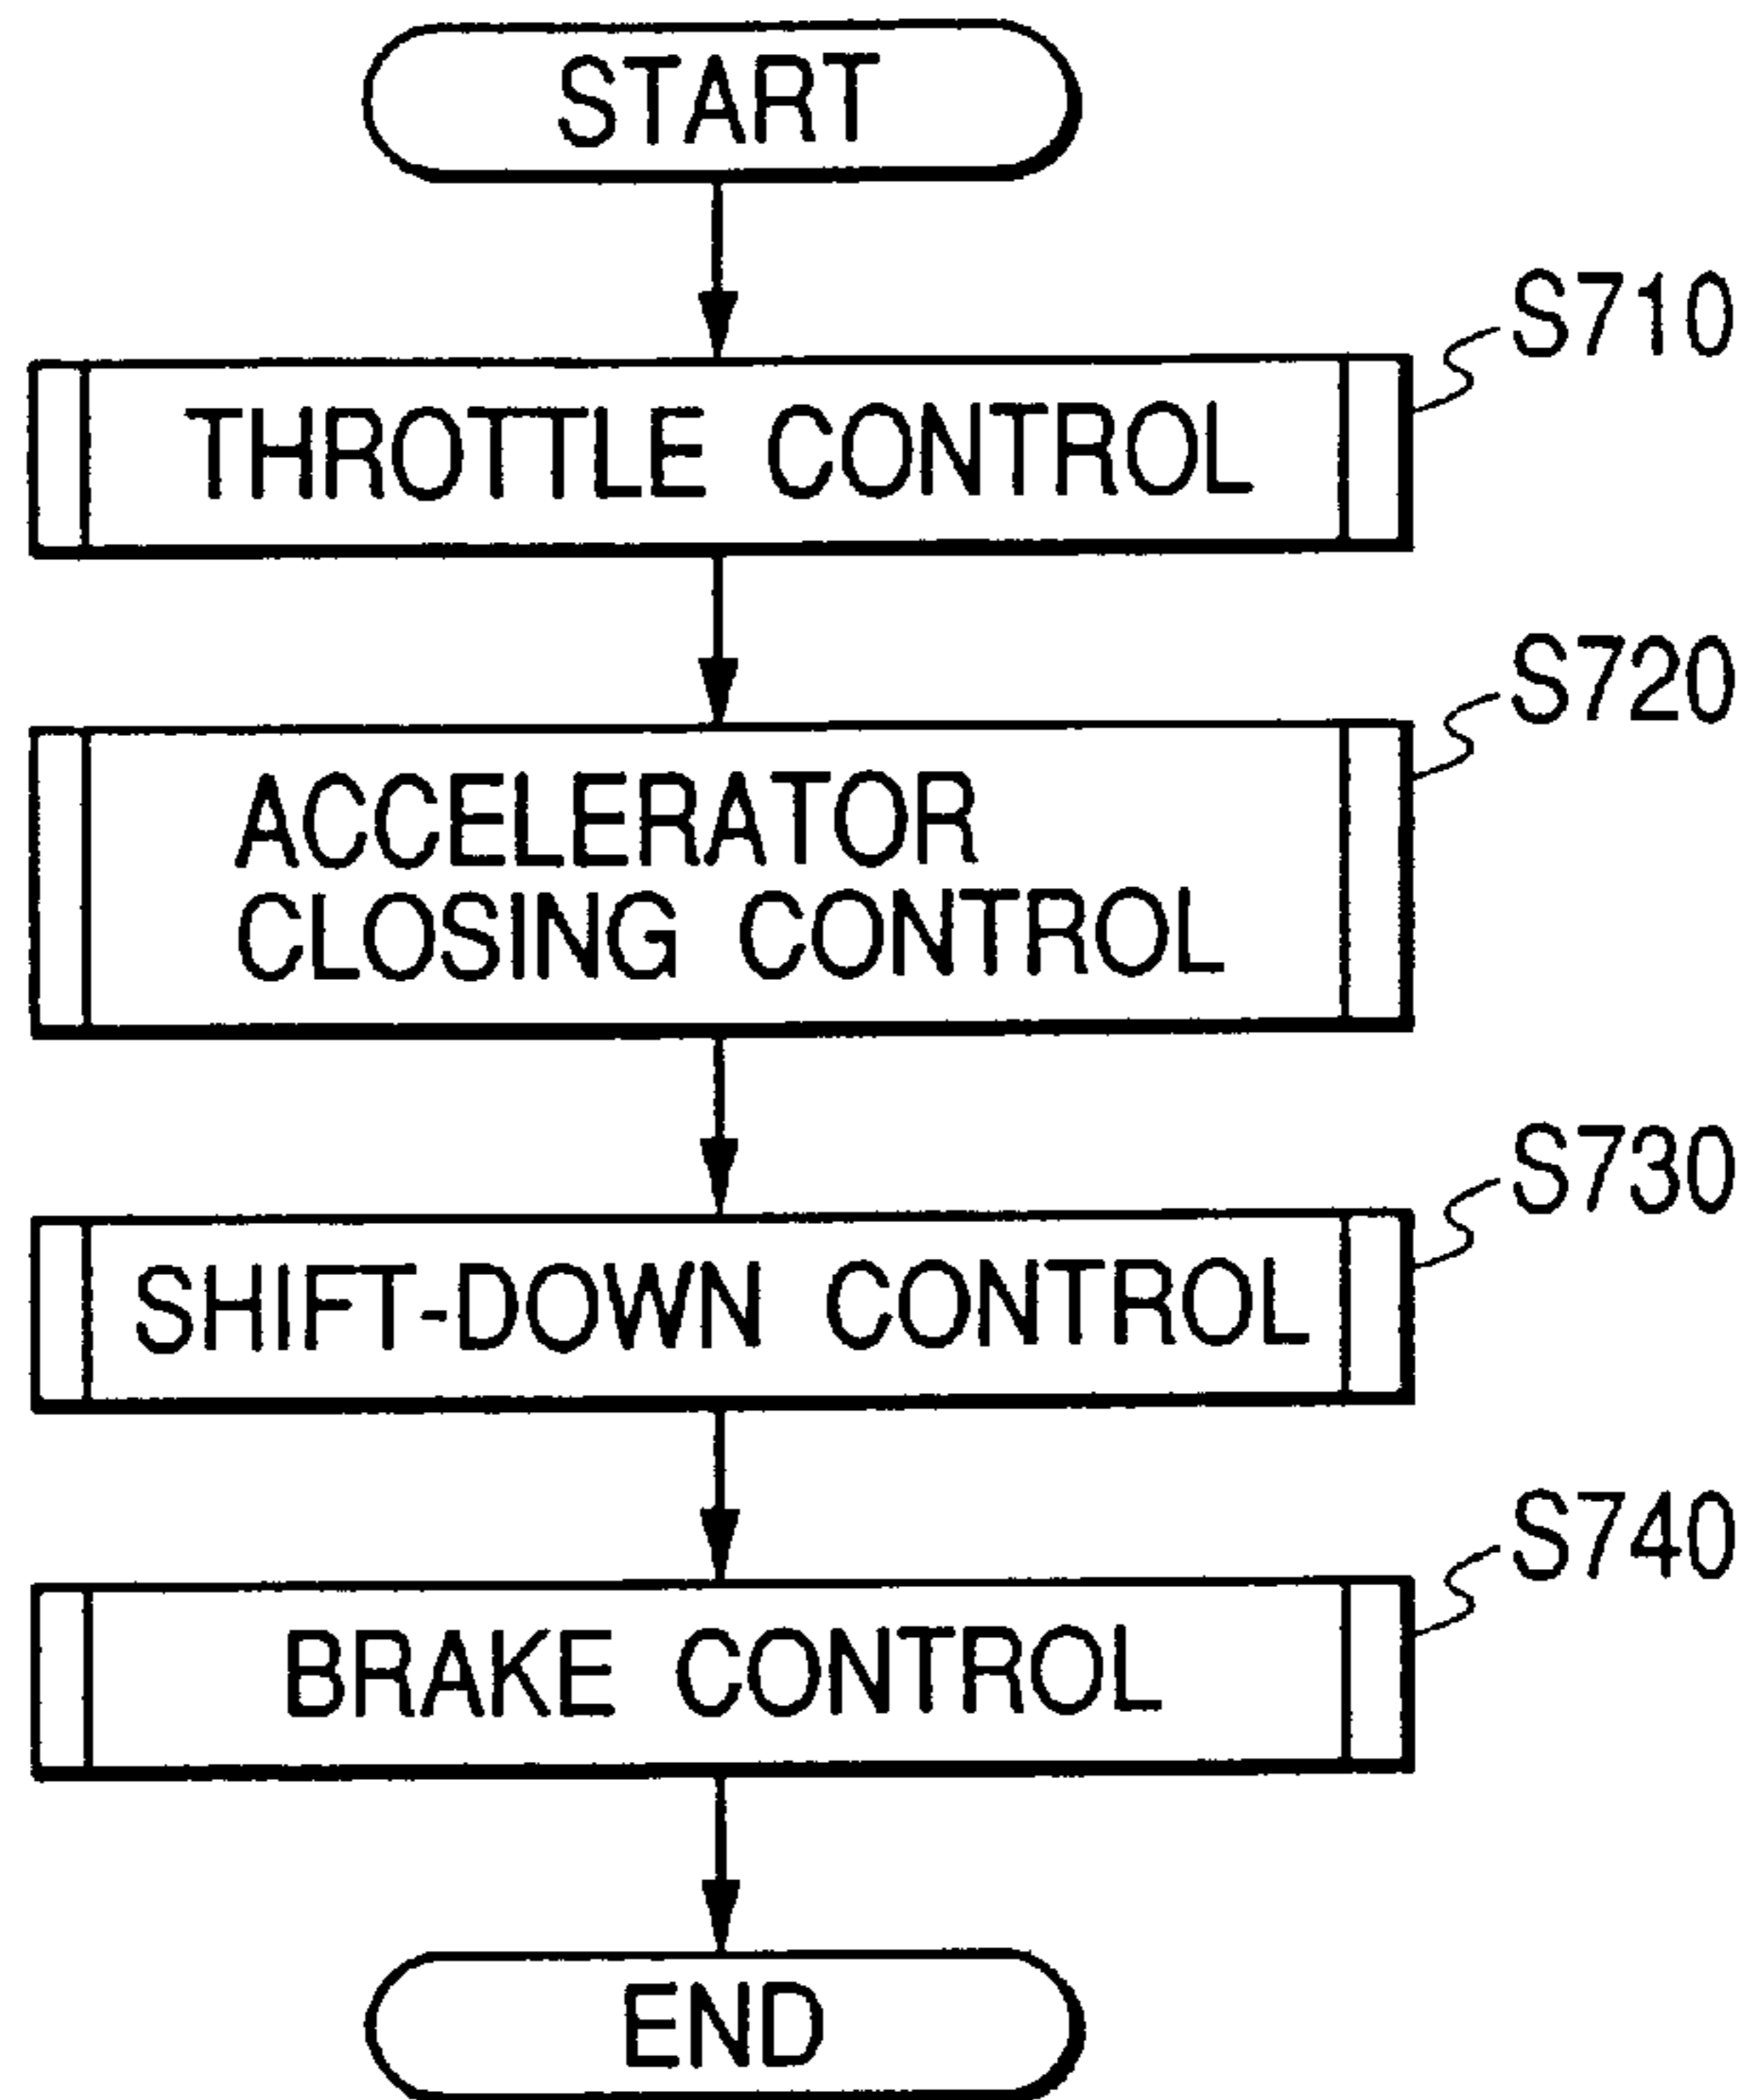 START
S710
THROTTLE CONTROL
S720
ACCELERATOR
CLOSING CONTROL
S730
SHIFT-DOWN CONTROL
S740
BRAKE CONTROL
END